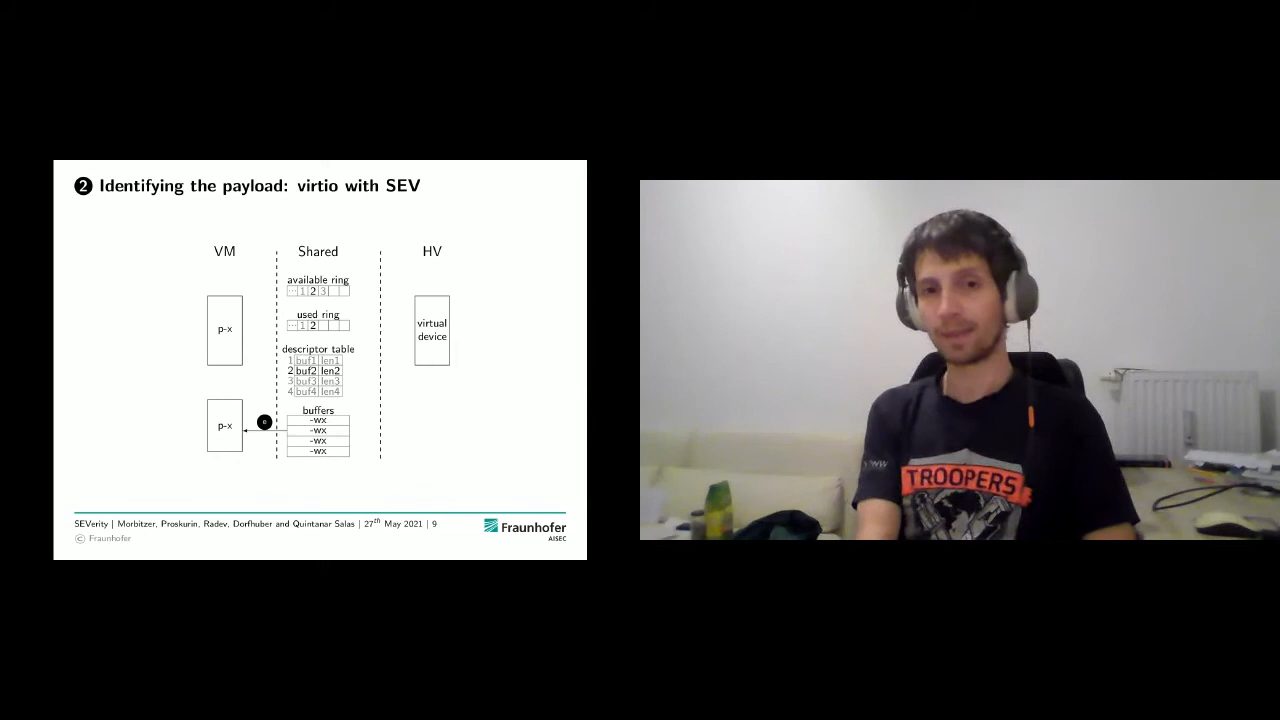 2 Identifying the payload: virtio with SEV
VM Shared HV
available ring
... 1 2 3
used ring
... 1 2
p-x
virtual
device
descriptor table
1 buf1 len1
2 buf2 len2
3 buf3 len3
4 buf4 len4
buffers
-wx
-wx
-wx
-wx
p-x
e
SEVerity | Morbitzer, Proskurin, Radev, Dorfhuber and Quintanar Salas | 27th May 2021 | 9
© Fraunhofer
Fraunhofer
AISEC
TROOPERS